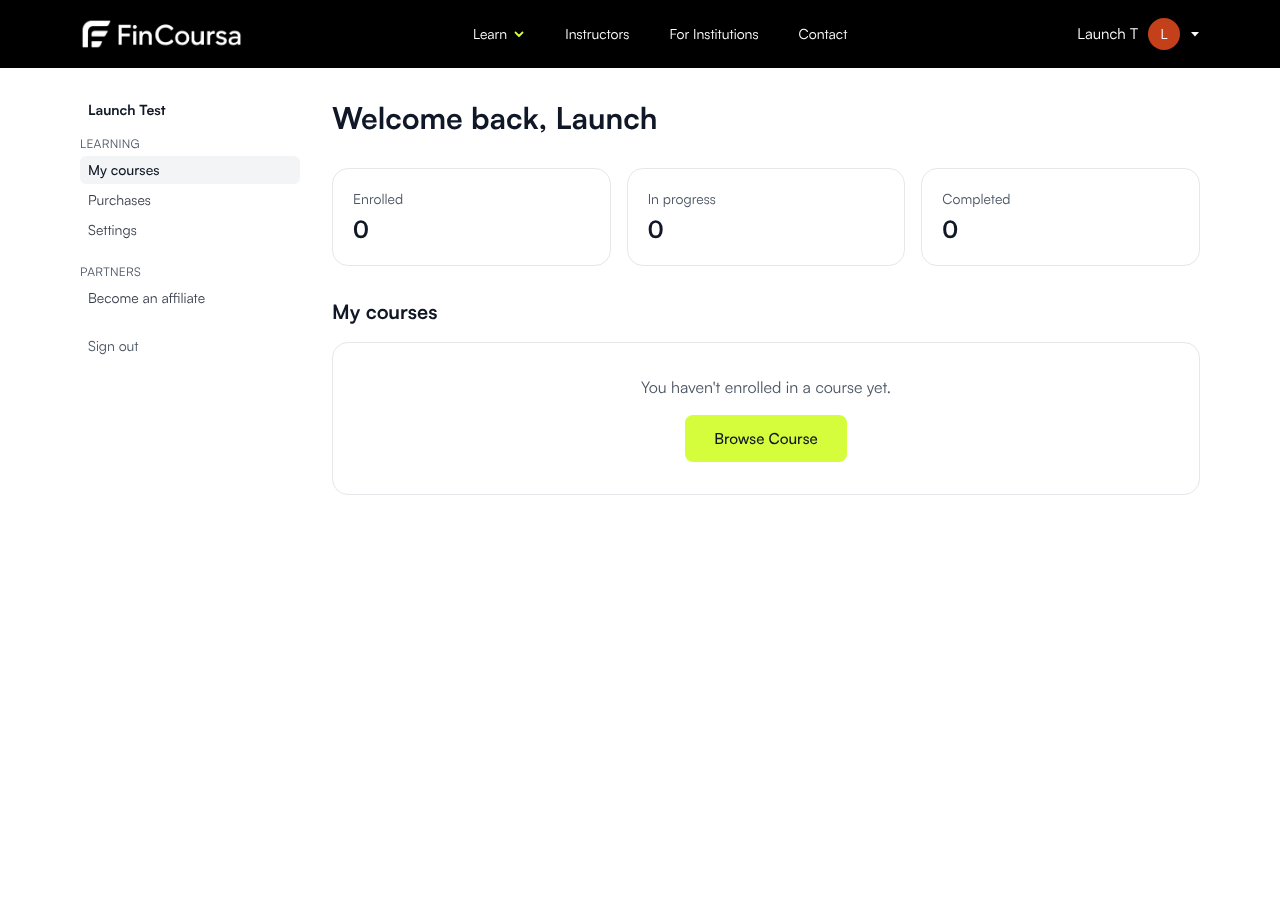 FinCoursa
Learn
Instructors
For Institutions
Contact
Launch T
L
Launch Test
LEARNING
My courses
Purchases
Settings
PARTNERS
Become an affiliate
Sign out
Welcome back, Launch
Enrolled
0
In progress
0
Completed
0
My courses
You haven't enrolled in a course yet.
Browse Course